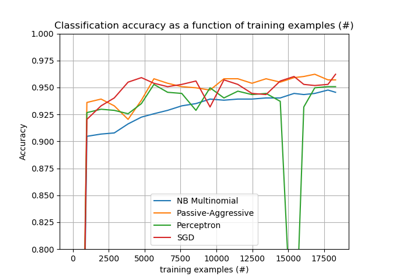 Classification accuracy as a function of training examples (#)
1.000
0.975
0.950
0.925
0.900
0.875
0.850
0.825
0.800
Accuracy
NB Multinomial
Passive-Aggressive
Perceptron
SGD
0 2500 5000 7500 10000 12500 15000 17500
training examples (#)